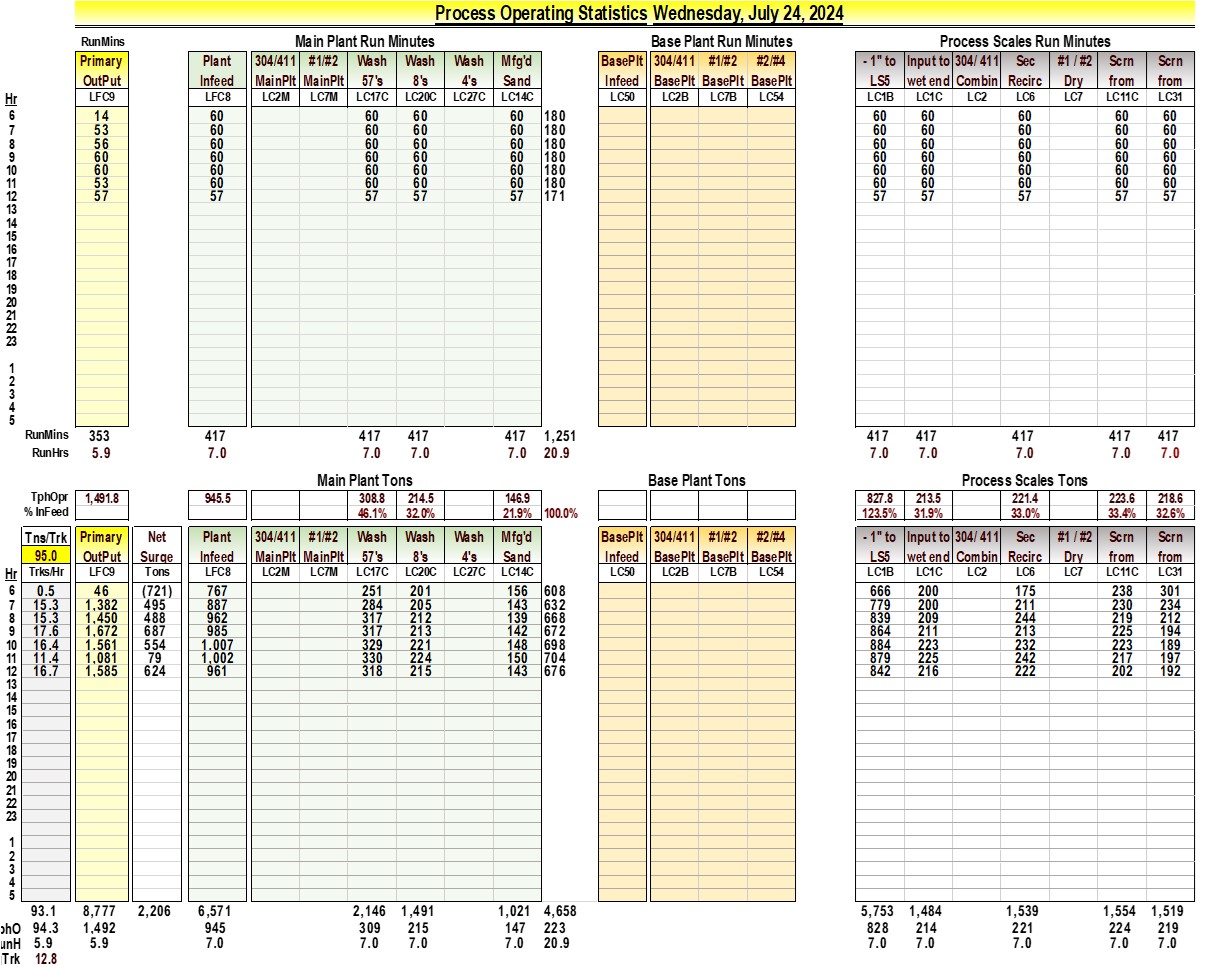 Process Operating Statistics Wednesday, July 24, 2024
RunMins Main Plant Run Minutes Base Plant Run Minutes Process Scales Run Minutes
Primary Plant 304/411 #1/#2 Wash Wash Wash Mfg'd BasePlt 304/411 #1/#2 #2/#4 - 1" to Input to 304/ 411 Sec #1 / #2 Scrn Scrn
OutPut Infeed MainPlt MainPlt 57's 8's 4's Sand Infeed BasePlt BasePlt BasePlt LS5 wet end Combin Recirc Dry from from
Hr LFC9 LFC8 LC2M LC7M LC17C LC20C LC27C LC14C LC50 LC2B LC7B LC54 LC1B LC1C LC2 LC6 LC7 LC11C LC31
6 14 60 60 60 60 180 60 60 60 60 60
7 53 60 60 60 60 180 60 60 60 60 60
8 56 60 60 60 60 180 60 60 60 60 60
9 60 60 60 60 60 180 60 60 60 60 60
10 60 60 60 60 60 180 60 60 60 60 60
11 53 60 60 60 60 180 60 60 60 60 60
12 57 57 57 57 57 171 57 57 57 57 57
13
14
15
16
17
18
19
20
21
22
23
1
2
3
4
5
RunMins 353 417 417 417 417 1,251 417 417 417 417 417
RunHrs 5.9 7.0 7.0 7.0 7.0 20.9 7.0 7.0 7.0 7.0 7.0
Main Plant Tons Base Plant Tons Process Scales Tons
TphOpr 1,491.8 945.5 308.8 214.5 146.9 827.8 213.5 221.4 223.6 218.6
% InFeed 46.1% 32.0% 21.9% 100.0% 123.5% 31.9% 33.0% 33.4% 32.6%
Tns/Trk Primary Net Plant 304/411 #1/#2 Wash Wash Wash Mfg'd BasePlt 304/411 #1/#2 #2/#4 - 1" to Input to 304/ 411 Sec #1 / #2 Scrn Scrn
95.0 OutPut Surge Infeed MainPlt MainPlt 57's 8's 4's Sand Infeed BasePlt BasePlt BasePlt LS5 wet end Combin Recirc Dry from from
Hr Trks/Hr LFC9 Tons LFC8 LC2M LC7M LC17C LC20C LC27C LC14C LC50 LC2B LC7B LC54 LC1B LC1C LC2 LC6 LC7 LC11C LC31
6 0.5 46 (721) 767 251 201 156 608 666 200 175 238 301
7 15.3 1,382 495 887 284 205 143 632 779 200 211 230 234
8 15.3 1,450 488 962 317 212 139 668 839 209 244 219 212
9 17.6 1,672 687 985 317 213 142 672 864 211 213 225 194
10 16.4 1,561 554 1,007 329 221 148 698 884 223 232 223 189
11 11.4 1,081 79 1,002 330 224 150 704 879 225 242 217 197
12 16.7 1,585 624 961 318 215 143 676 842 216 222 202 192
13
14
15
16
17
18
19
20
21
22
23
1
2
3
4
5
93.1 8,777 2,206 6,571 2,146 1,491 1,021 4,658 5,753 1,484 1,539 1,554 1,519
phO 94.3 1,492 945 309 215 147 223 828 214 221 224 219
unH 5.9 5.9 7.0 7.0 7.0 7.0 20.9 7.0 7.0 7.0 7.0 7.0
Trk 12.8